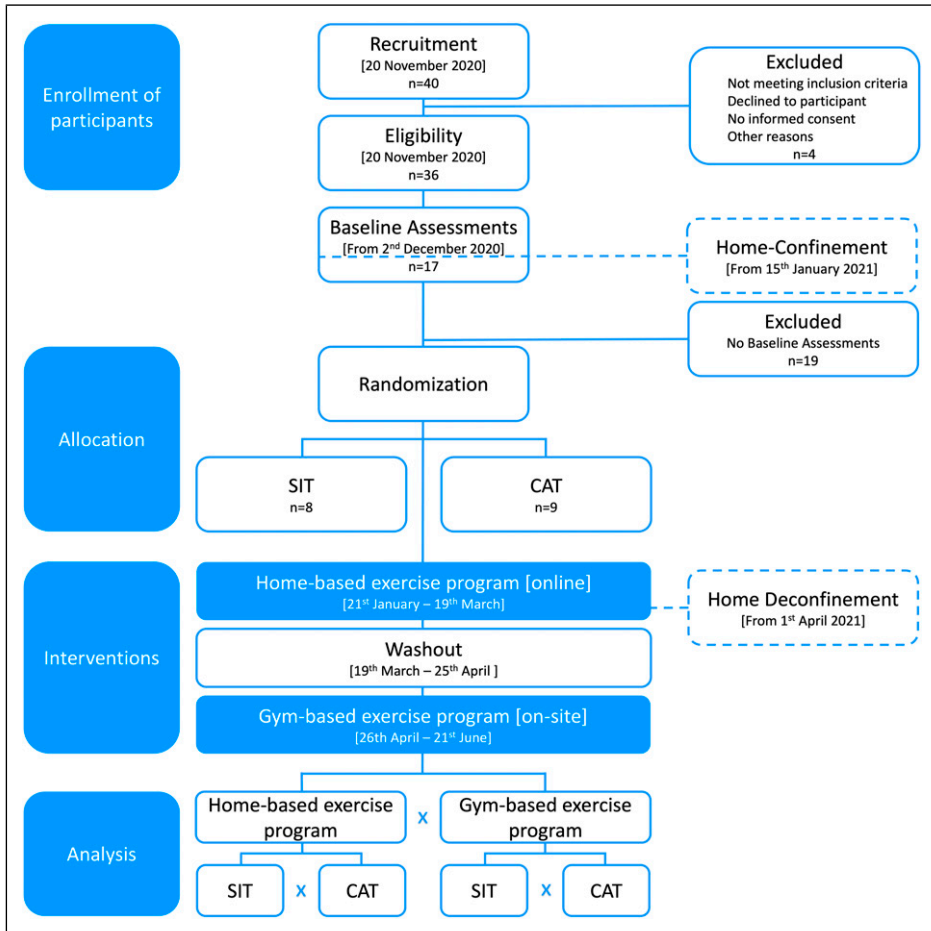 Enrollment of
participants
Recruitment
[20 November 2020]
n=40
Excluded
Not meeting inclusion criteria
Declined to participant
No informed consent
Other reasons
n=4
Eligibility
[20 November 2020]
n=36
Baseline Assessments
[From 2nd December 2020]
n=17
Home-Confinement
[From 15th January 2021]
Excluded
No Baseline Assessments
n=19
Allocation
Randomization
SIT
n=8
CAT
n=9
Interventions
Home-based exercise program [online]
[21st January – 19th March]
Home Deconfinement
[From 1st April 2021]
Washout
[19th March – 25th April ]
Gym-based exercise program [on-site]
[26th April – 21st June]
Analysis
Home-based exercise
program
X
Gym-based exercise
program
SIT
X
CAT
SIT
X
CAT